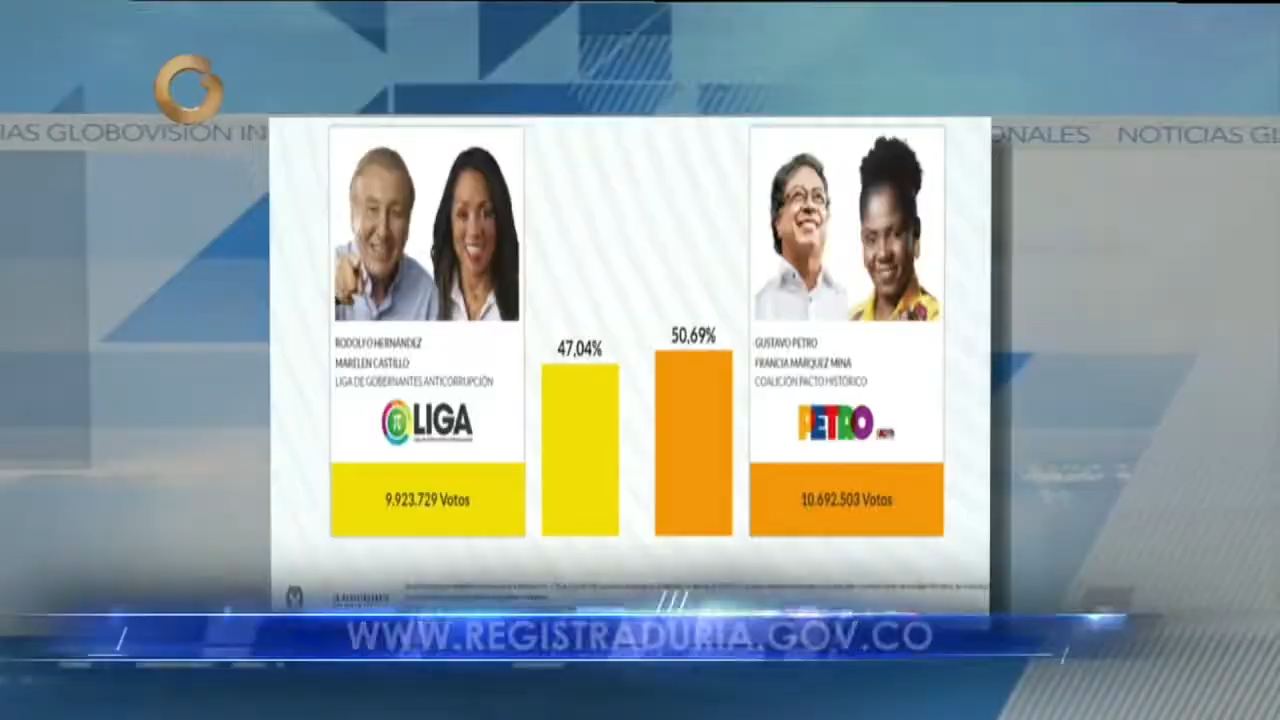 IAS GLOBOVISIÓN IN
ONALES NOTICIAS GL
47,04%
50,69%
RODOLFO HERNÁNDEZ
MARELEN CASTILLO
LIGA DE GOBERNANTES ANTICORRUPCIÓN
LIGA
9.923.729 Votos
GUSTAVO PETRO
FRANCIA MÁRQUEZ MINA
COALICIÓN PACTO HISTÓRICO
PETRO
10.692.503 Votos
WWW.REGISTRADURIA.GOV.CO